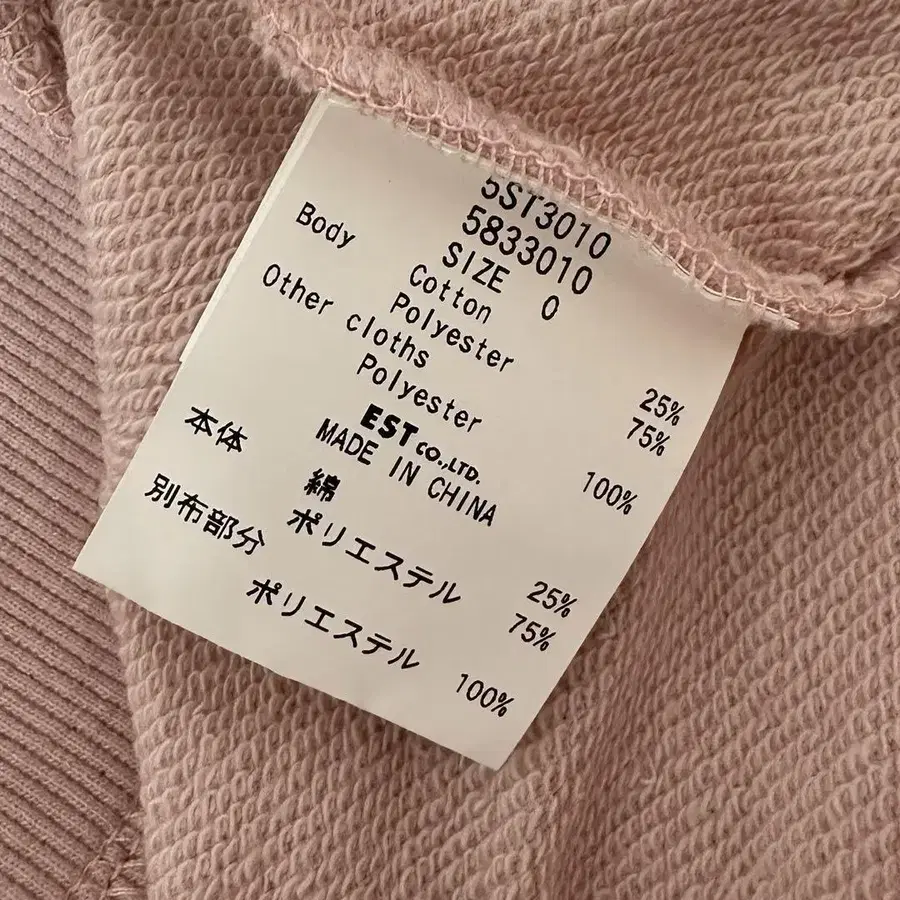 5ST3010
5833010
SIZE 0
Body
Cotton 25%
Polyester 75%
Other cloths
Polyester 100%
EST CO.,LTD.
MADE IN CHINA
本体
綿 25%
ポリエステル 75%
別布部分
ポリエステル 100%